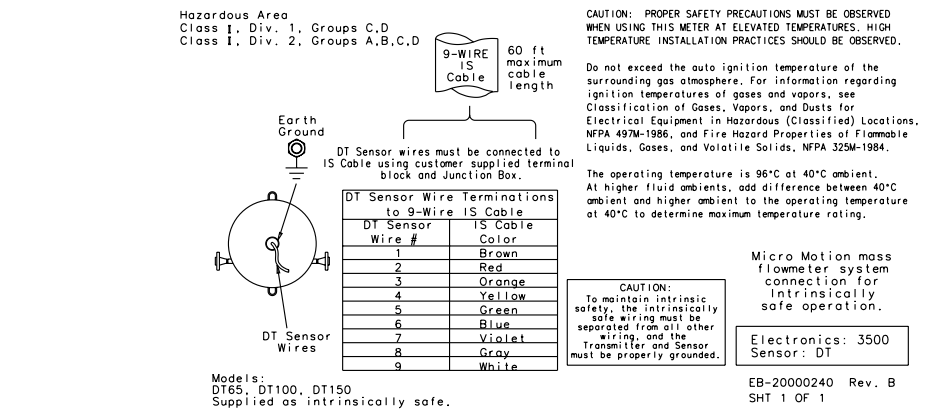 Hazardous Area
Class I, Div. 1, Groups C,D
Class I, Div. 2, Groups A,B,C,D
9-WIRE
IS
Cable
60 ft
maximum
cable
length
Earth
Ground
DT Sensor wires must be connected to
IS Cable using customer supplied terminal
block and Junction Box.
DT Sensor Wire Terminations
to 9-Wire IS Cable
DT Sensor Wire # IS Cable Color
1 Brown
2 Red
3 Orange
4 Yellow
5 Green
6 Blue
7 Violet
8 Gray
9 White
DT Sensor
Wires
Models:
DT65, DT100, DT150
Supplied as intrinsically safe.
CAUTION: PROPER SAFETY PRECAUTIONS MUST BE OBSERVED
WHEN USING THIS METER AT ELEVATED TEMPERATURES. HIGH
TEMPERATURE INSTALLATION PRACTICES SHOULD BE OBSERVED.
Do not exceed the auto ignition temperature of the
surrounding gas atmosphere. For information regarding
ignition temperatures of gases and vapors, see
Classification of Gases, Vapors, and Dusts for
Electrical Equipment in Hazardous (Classified) Locations,
NFPA 497M-1986, and Fire Hazard Properties of Flammable
Liquids, Gases, and Volatile Solids, NFPA 325M-1984.
The operating temperature is 96°C at 40°C ambient.
At higher fluid ambients, add difference between 40°C
ambient and higher ambient to the operating temperature
at 40°C to determine maximum temperature rating.
CAUTION:
To maintain intrinsic
safety, the intrinsically
safe wiring must be
separated from all other
wiring, and the
Transmitter and Sensor
must be properly grounded.
Micro Motion mass
flowmeter system
connection for
Intrinsically
safe operation.
Electronics: 3500
Sensor: DT
EB-20000240 Rev. B
SHT 1 OF 1